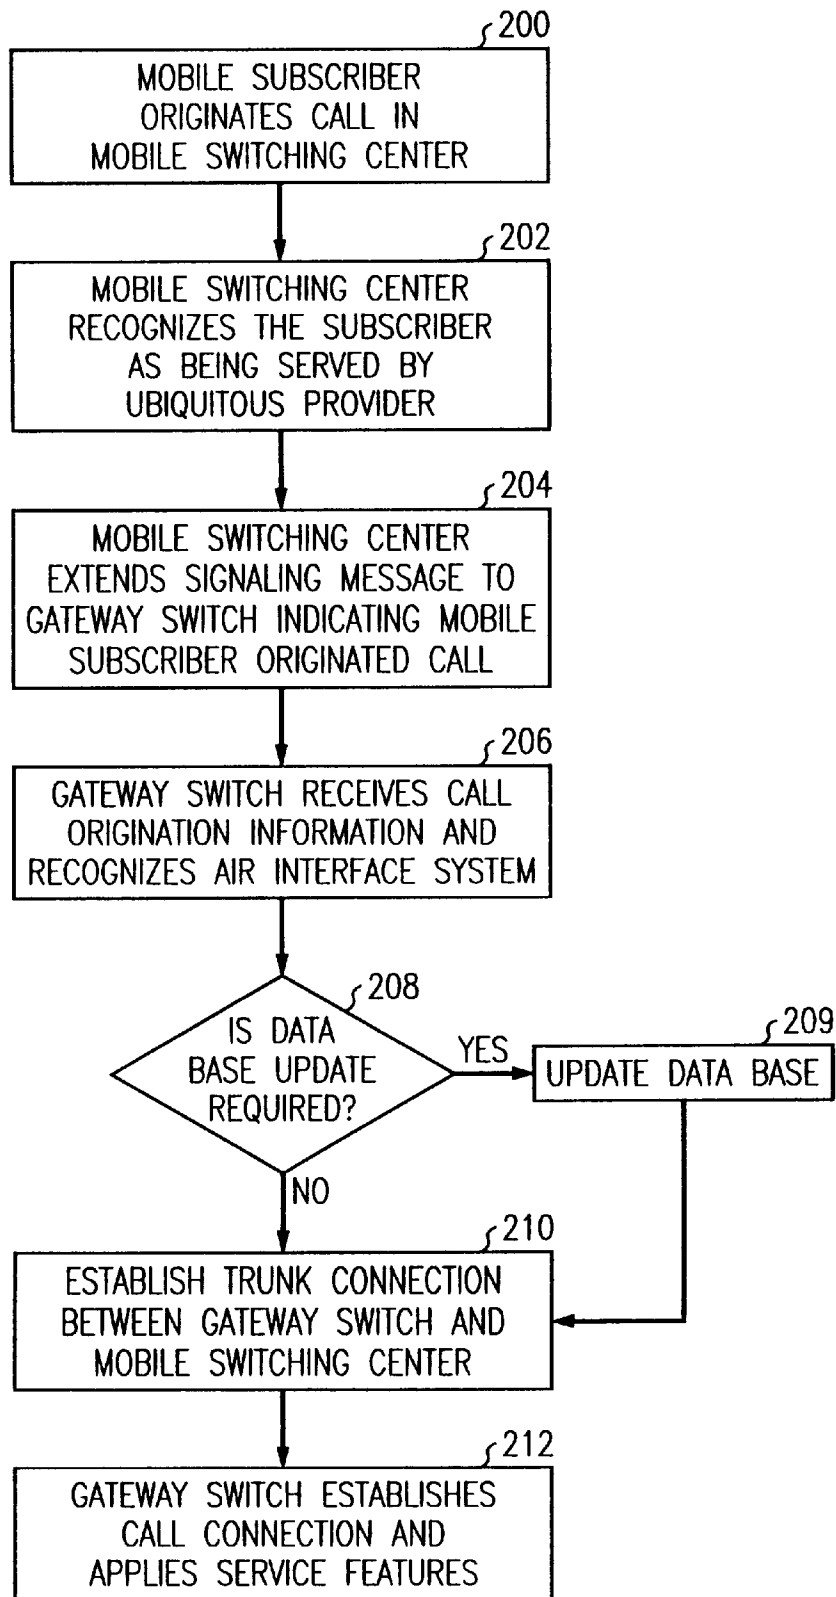 200
MOBILE SUBSCRIBER
ORIGINATES CALL IN
MOBILE SWITCHING CENTER
202
MOBILE SWITCHING CENTER
RECOGNIZES THE SUBSCRIBER
AS BEING SERVED BY
UBIQUITOUS PROVIDER
204
MOBILE SWITCHING CENTER
EXTENDS SIGNALING MESSAGE TO
GATEWAY SWITCH INDICATING MOBILE
SUBSCRIBER ORIGINATED CALL
206
GATEWAY SWITCH RECEIVES CALL
ORIGINATION INFORMATION AND
RECOGNIZES AIR INTERFACE SYSTEM
208
IS DATA
BASE UPDATE
REQUIRED?
YES
209
UPDATE DATA BASE
NO
210
ESTABLISH TRUNK CONNECTION
BETWEEN GATEWAY SWITCH AND
MOBILE SWITCHING CENTER
212
GATEWAY SWITCH ESTABLISHES
CALL CONNECTION AND
APPLIES SERVICE FEATURES